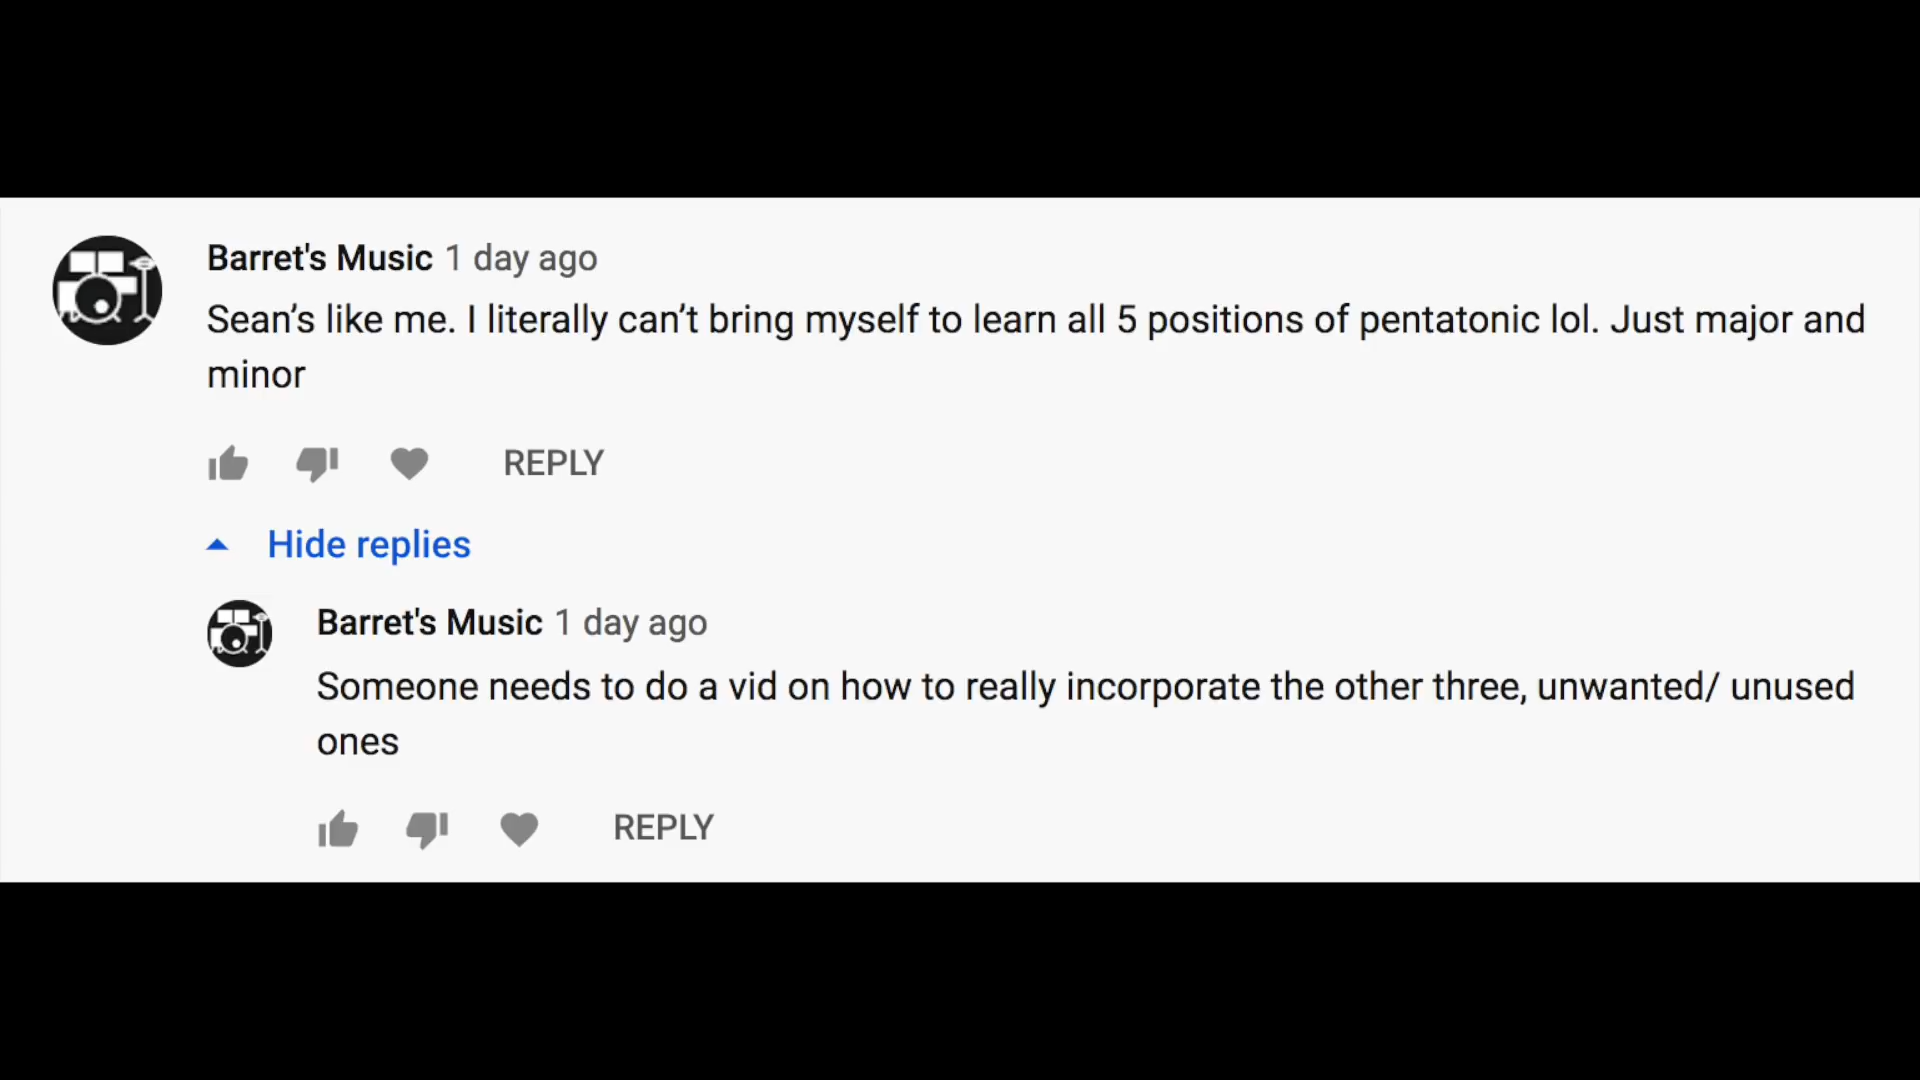 Barret's Music 1 day ago
Sean’s like me. I literally can’t bring myself to learn all 5 positions of pentatonic lol. Just major and
minor
REPLY
Hide replies
Barret's Music 1 day ago
Someone needs to do a vid on how to really incorporate the other three, unwanted/ unused
ones
REPLY